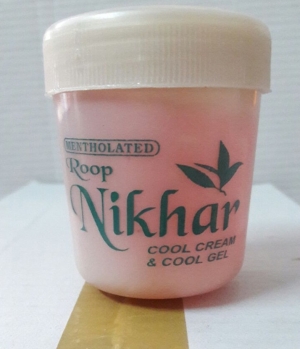 MENTHOLATED
Roop
Nikhar
COOL CREAM
& COOL GEL